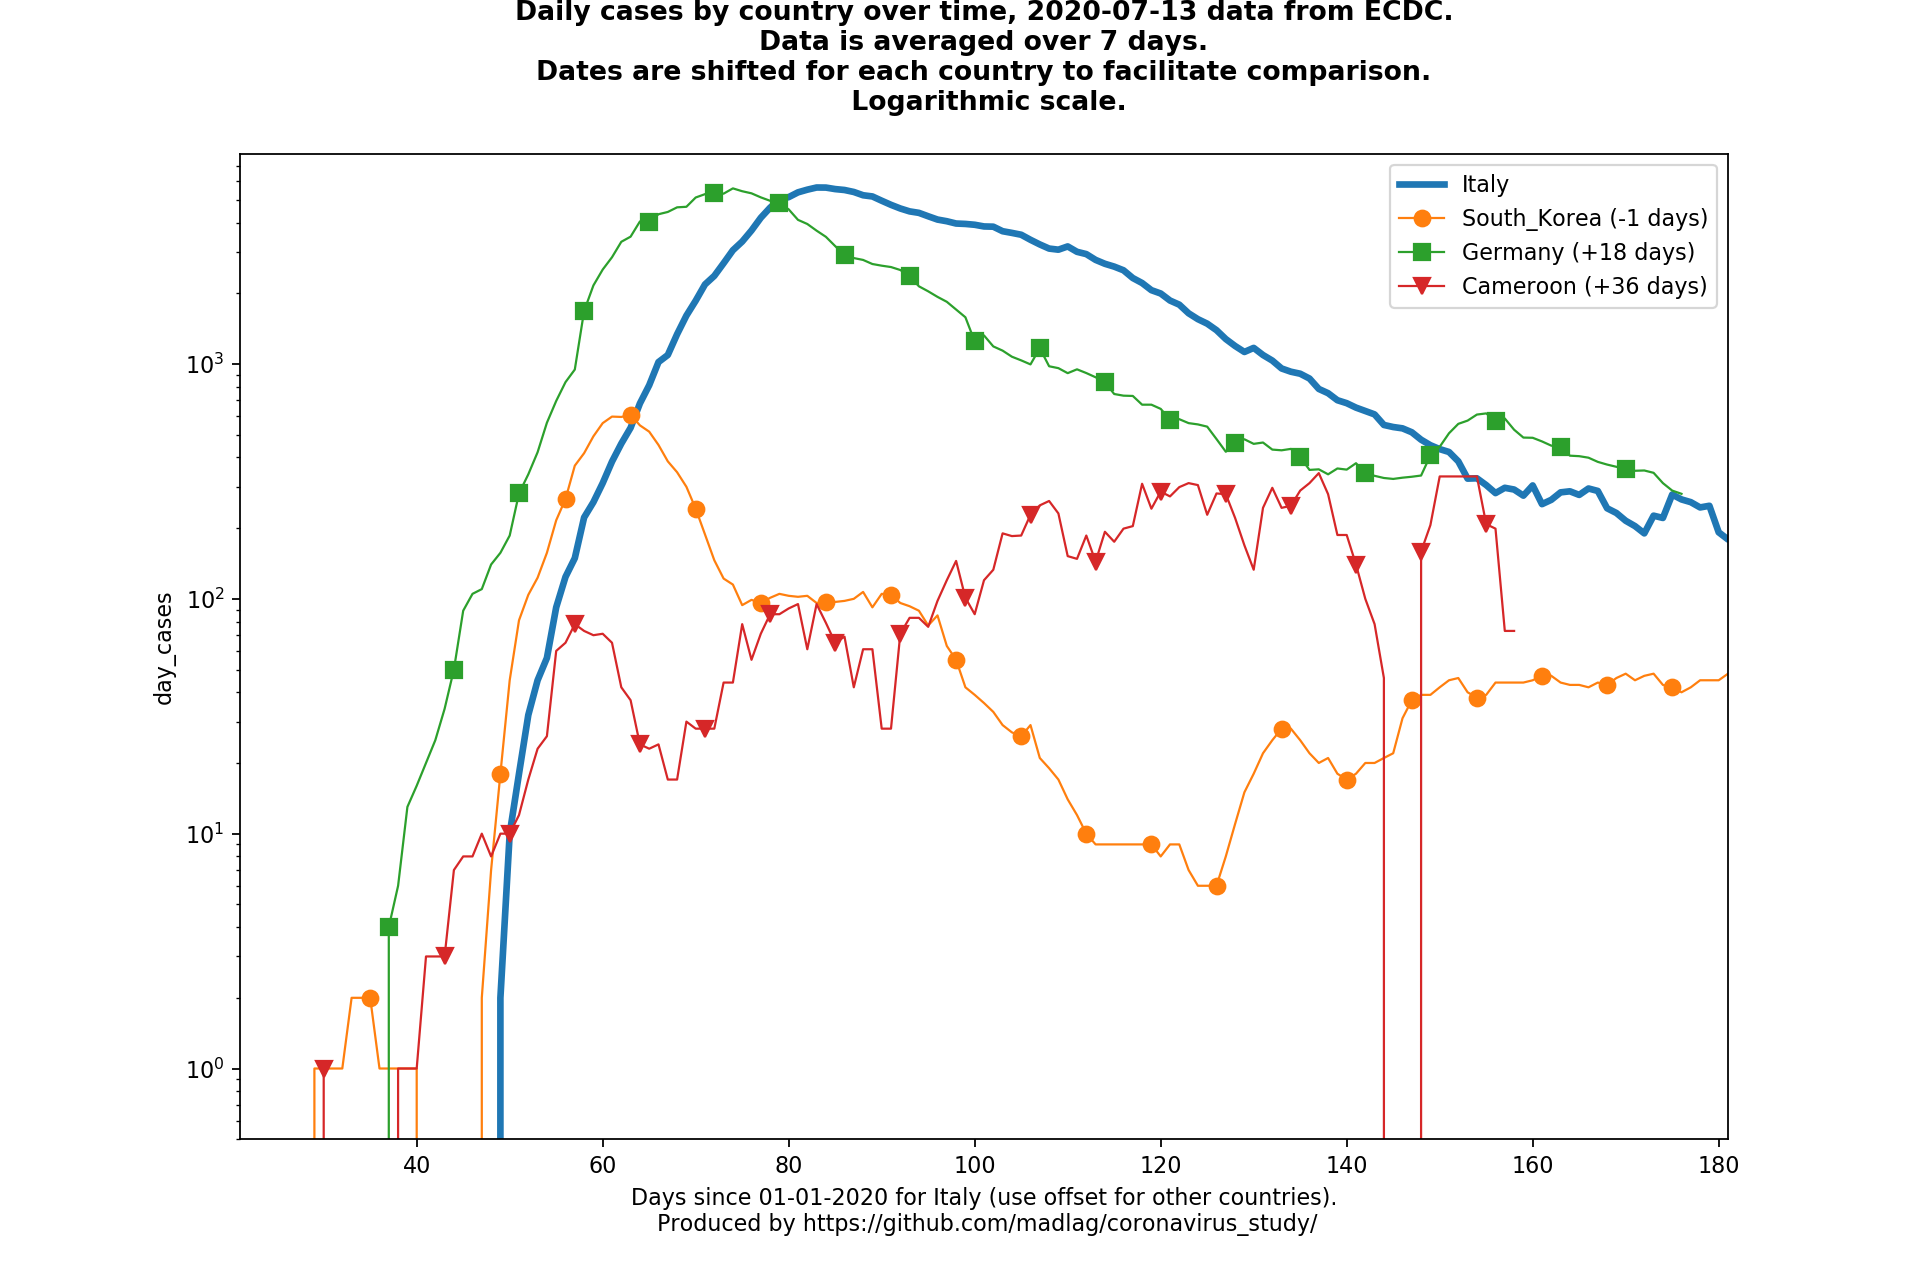 Daily cases by country over time, 2020-07-13 data from ECDC.
Data is averaged over 7 days.
Dates are shifted for each country to facilitate comparison.
Logarithmic scale.
Italy
South_Korea (-1 days)
Germany (+18 days)
Cameroon (+36 days)
day_cases
10³
10²
10¹
10⁰
40 60 80 100 120 140 160 180
Days since 01-01-2020 for Italy (use offset for other countries).
Produced by https://github.com/madlag/coronavirus_study/